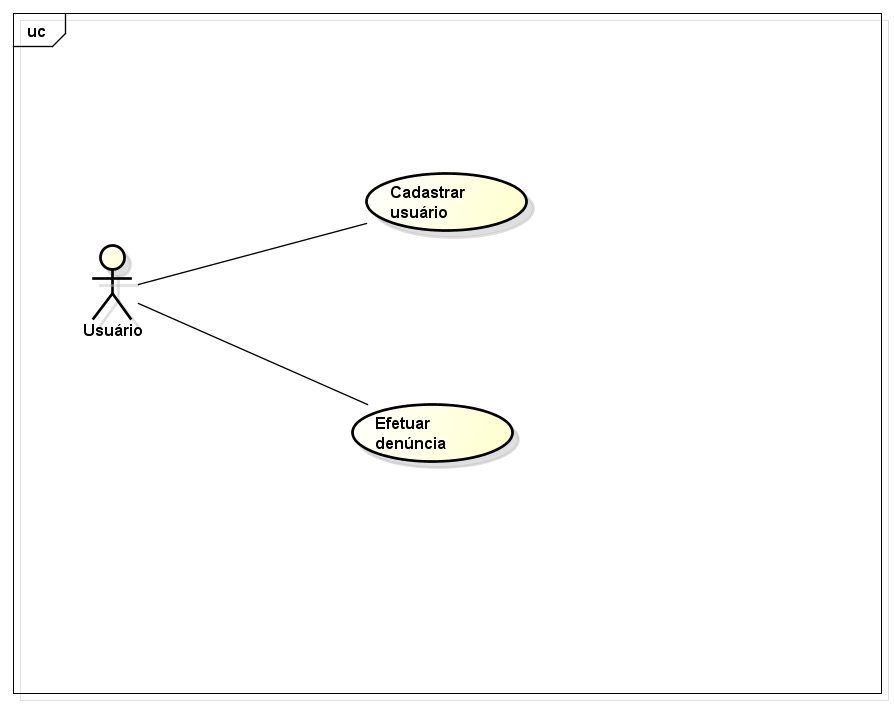 uc
Cadastrar
usuário
Usuário
Efetuar
denúncia